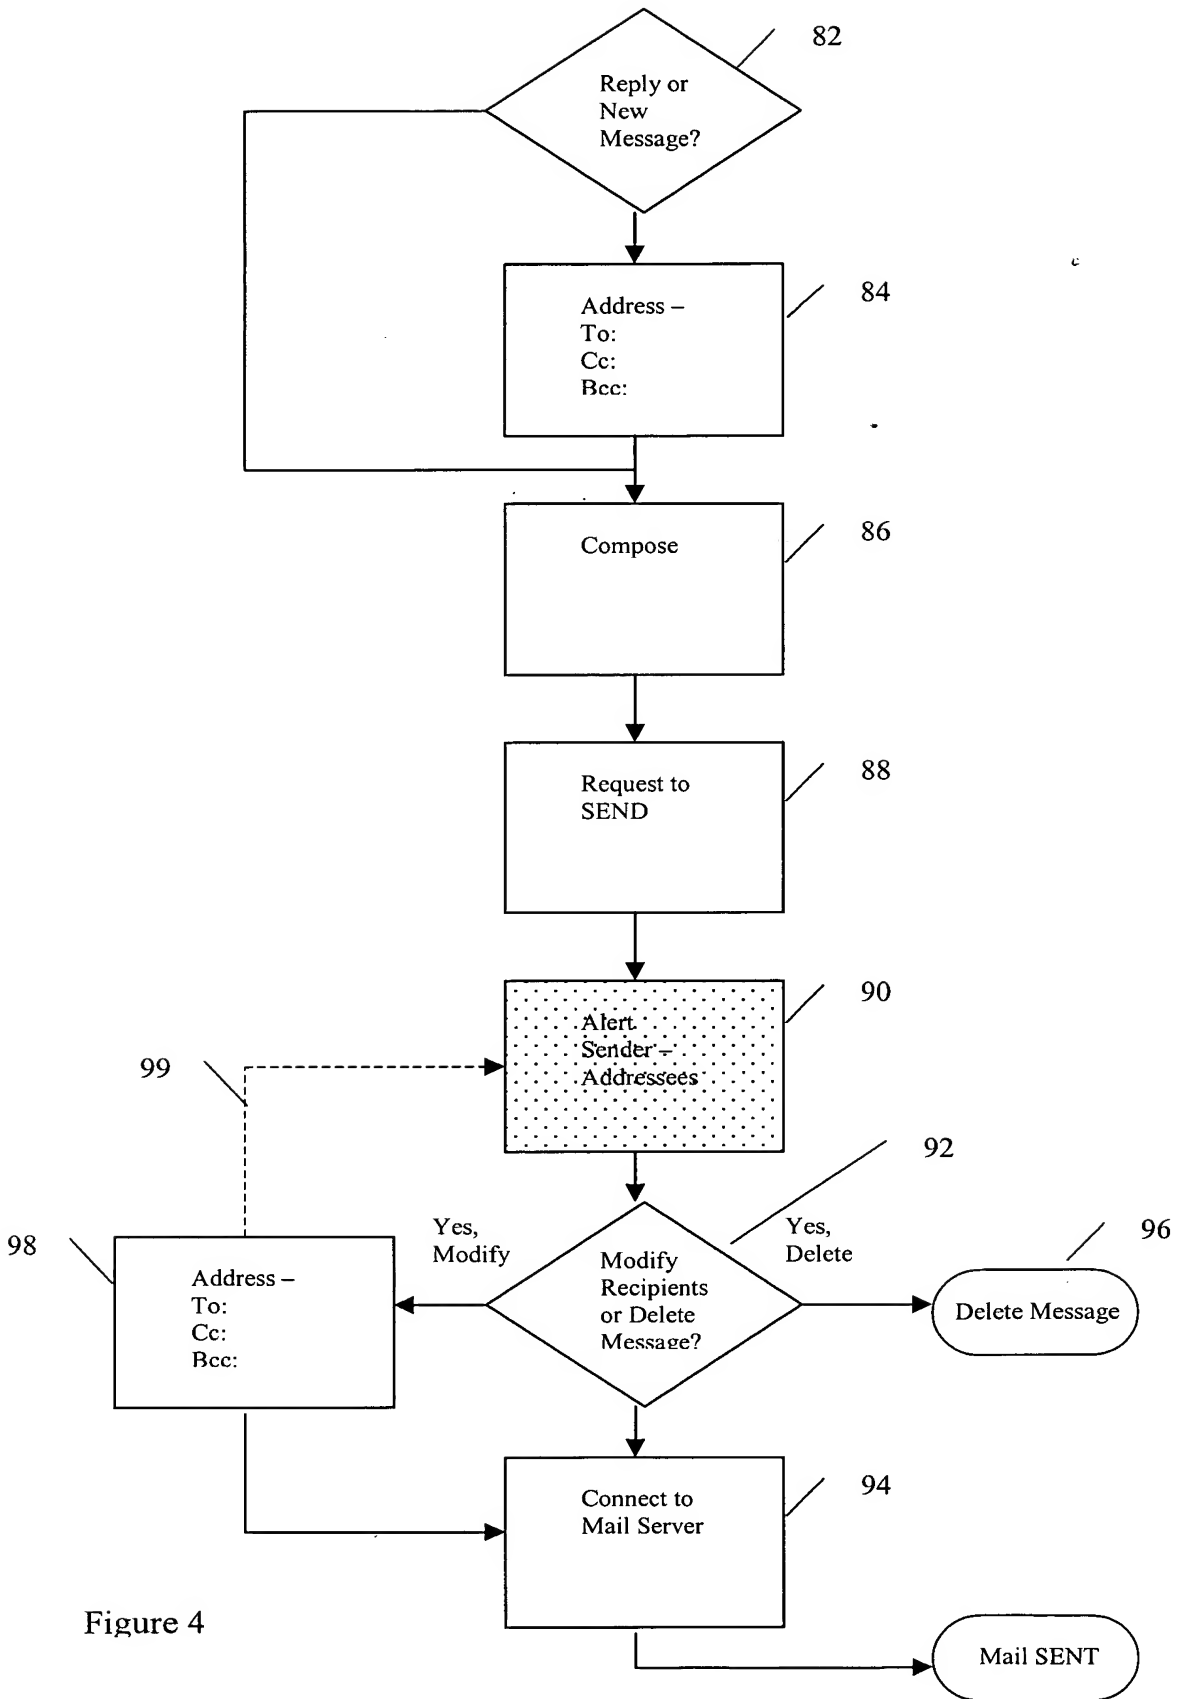 82
Reply or
New
Message?
84
Address –
To:
Cc:
Bcc:
86
Compose
88
Request to
SEND
90
Alert
Sender –
Addressees
99
92
Yes,
Modify
Yes,
Delete
96
98
Address –
To:
Cc:
Bcc:
Modify
Recipients
or Delete
Message?
Delete Message
94
Connect to
Mail Server
Figure 4
Mail SENT